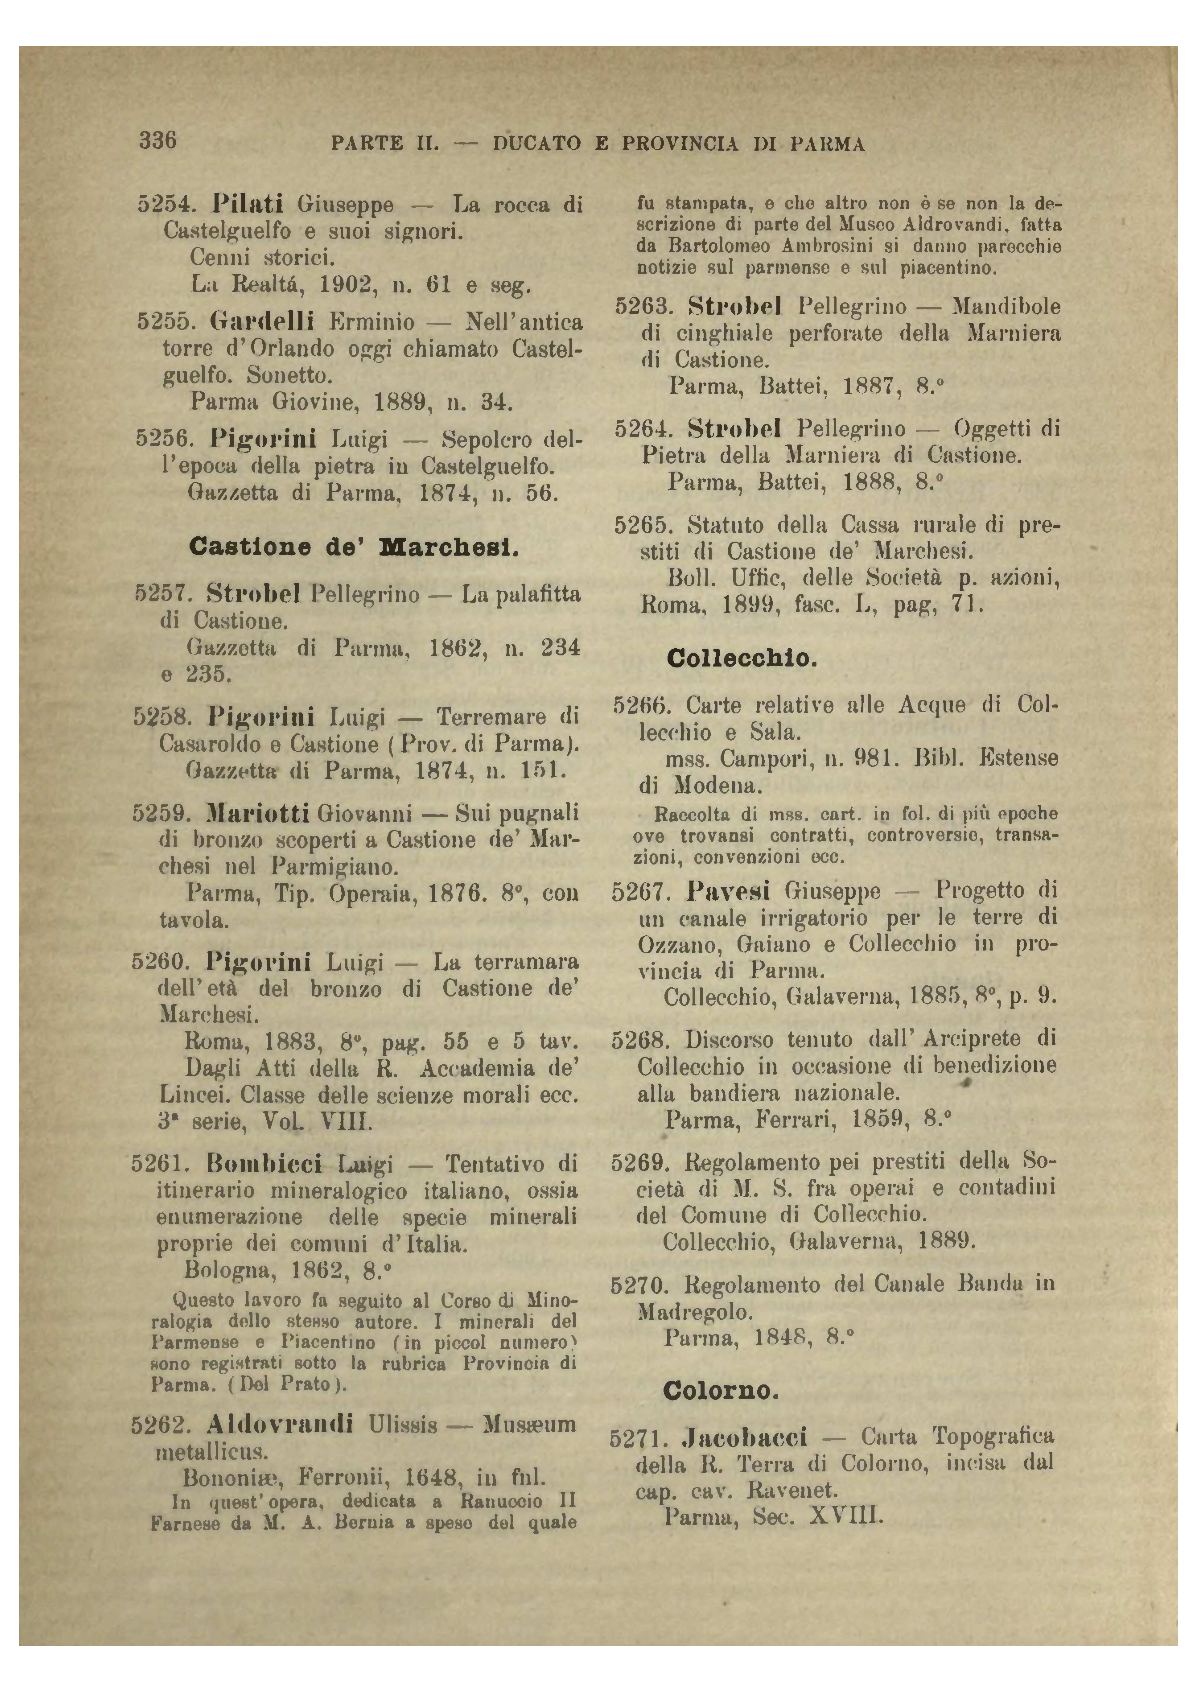 336
PARTE II. — DUCATO E PROVINCIA DI PARMA
5254. Pilati Giuseppe — La rocca di
Castelguelfo e suoi signori.
Cenni storici.
La Realtá, 1902, n. 61 e seg.
5255. Gardelli Erminio — Nell'antica
torre d'Orlando oggi chiamato Castel-
guelfo. Sonetto.
Parma Giovine, 1889, n. 34.
5256. Pigorini Luigi — Sepolcro del-
l'epoca della pietra in Castelguelfo.
Gazzetta di Parma, 1874, n. 56.
Castione de' Marchesi.
5257. Strobel Pellegrino — La palafitta
di Castione.
Gazzetta di Parma, 1862, n. 234
e 235.
5258. Pigorini Luigi — Terremare di
Casaroldo e Castione (Prov. di Parma).
Gazzetta di Parma, 1874, n. 151.
5259. Mariotti Giovanni — Sui pugnali
di bronzo scoperti a Castione de' Mar-
chesi nel Parmigiano.
Parma, Tip. Operaia, 1876. 8º, con
tavola.
5260. Pigorini Luigi — La terramara
dell'età del bronzo di Castione de'
Marchesi.
Roma, 1883, 8º, pag. 55 e 5 tav.
Dagli Atti della R. Accademia de'
Lincei. Classe delle scienze morali ecc.
3ª serie, Vol. VIII.
5261. Bombicci Luigi — Tentativo di
itinerario mineralogico italiano, ossia
enumerazione delle specie minerali
proprie dei comuni d'Italia.
Bologna, 1862, 8.º
Questo lavoro fa seguito al Corso di Mine-
ralogia dello stesso autore. I minerali del
Parmense e Piacentino (in piccol numero)
sono registrati sotto la rubrica Provincia di
Parma. (Del Prato).
5262. Aldovrandi Ulissis — Musæum
metallicus.
Bononiæ, Ferronii, 1648, in fol.
In quest'opera, dedicata a Ranuccio II
Farnese da M. A. Bernia a spese del quale
fu stampata, e che altro non è se non la de-
scrizione di parte del Museo Aldrovandi, fatta
da Bartolomeo Ambrosini si danno parecchie
notizie sul parmense e sul piacentino.
5263. Strobel Pellegrino — Mandibole
di cinghiale perforate della Marniera
di Castione.
Parma, Battei, 1887, 8.º
5264. Strobel Pellegrino — Oggetti di
Pietra della Marniera di Castione.
Parma, Battei, 1888, 8.º
5265. Statuto della Cassa rurale di pre-
stiti di Castione de' Marchesi.
Boll. Uffic, delle Società p. azioni,
Roma, 1899, fasc. L, pag, 71.
Collecchio.
5266. Carte relative alle Acque di Col-
lecchio e Sala.
mss. Campori, n. 981. Bibl. Estense
di Modena.
Raccolta di mss. cart. in fol. di più epoche
ove trovansi contratti, controversie, transa-
zioni, convenzioni ecc.
5267. Pavesi Giuseppe — Progetto di
un canale irrigatorio per le terre di
Ozzano, Gaiano e Collecchio in pro-
vincia di Parma.
Collecchio, Galaverna, 1885, 8º, p. 9.
5268. Discorso tenuto dall' Arciprete di
Collecchio in occasione di benedizione
alla bandiera nazionale.
Parma, Ferrari, 1859, 8.º
5269. Regolamento pei prestiti della So-
cietà di M. S. fra operai e contadini
del Comune di Collecchio.
Collecchio, Galaverna, 1889.
5270. Regolamento del Canale Banda in
Madregolo.
Parma, 1848, 8.º
Colorno.
5271. Jacobacci — Carta Topografica
della R. Terra di Colorno, incisa dal
cap. cav. Ravenet.
Parma, Sec. XVIII.